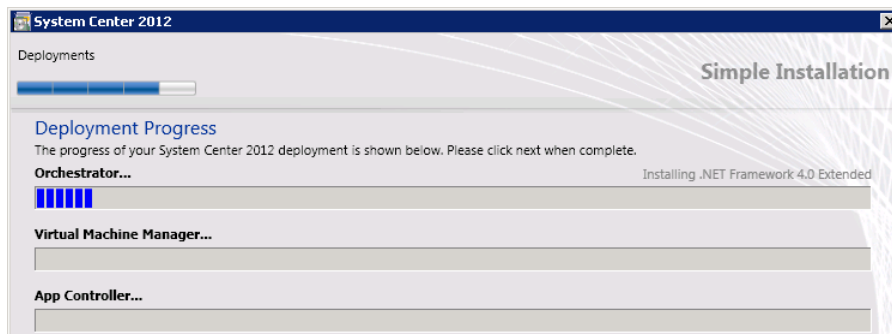 System Center 2012
Deployments
Simple Installation
Deployment Progress
The progress of your System Center 2012 deployment is shown below. Please click next when complete.
Orchestrator... Installing .NET Framework 4.0 Extended
Virtual Machine Manager...
App Controller...